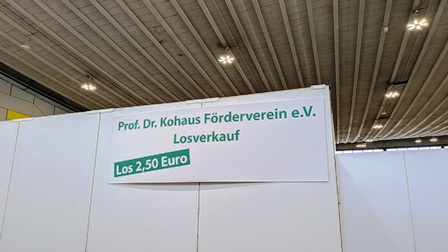 Prof. Dr. Kohaus Förderverein e.V.
Losverkauf
Los 2,50 Euro